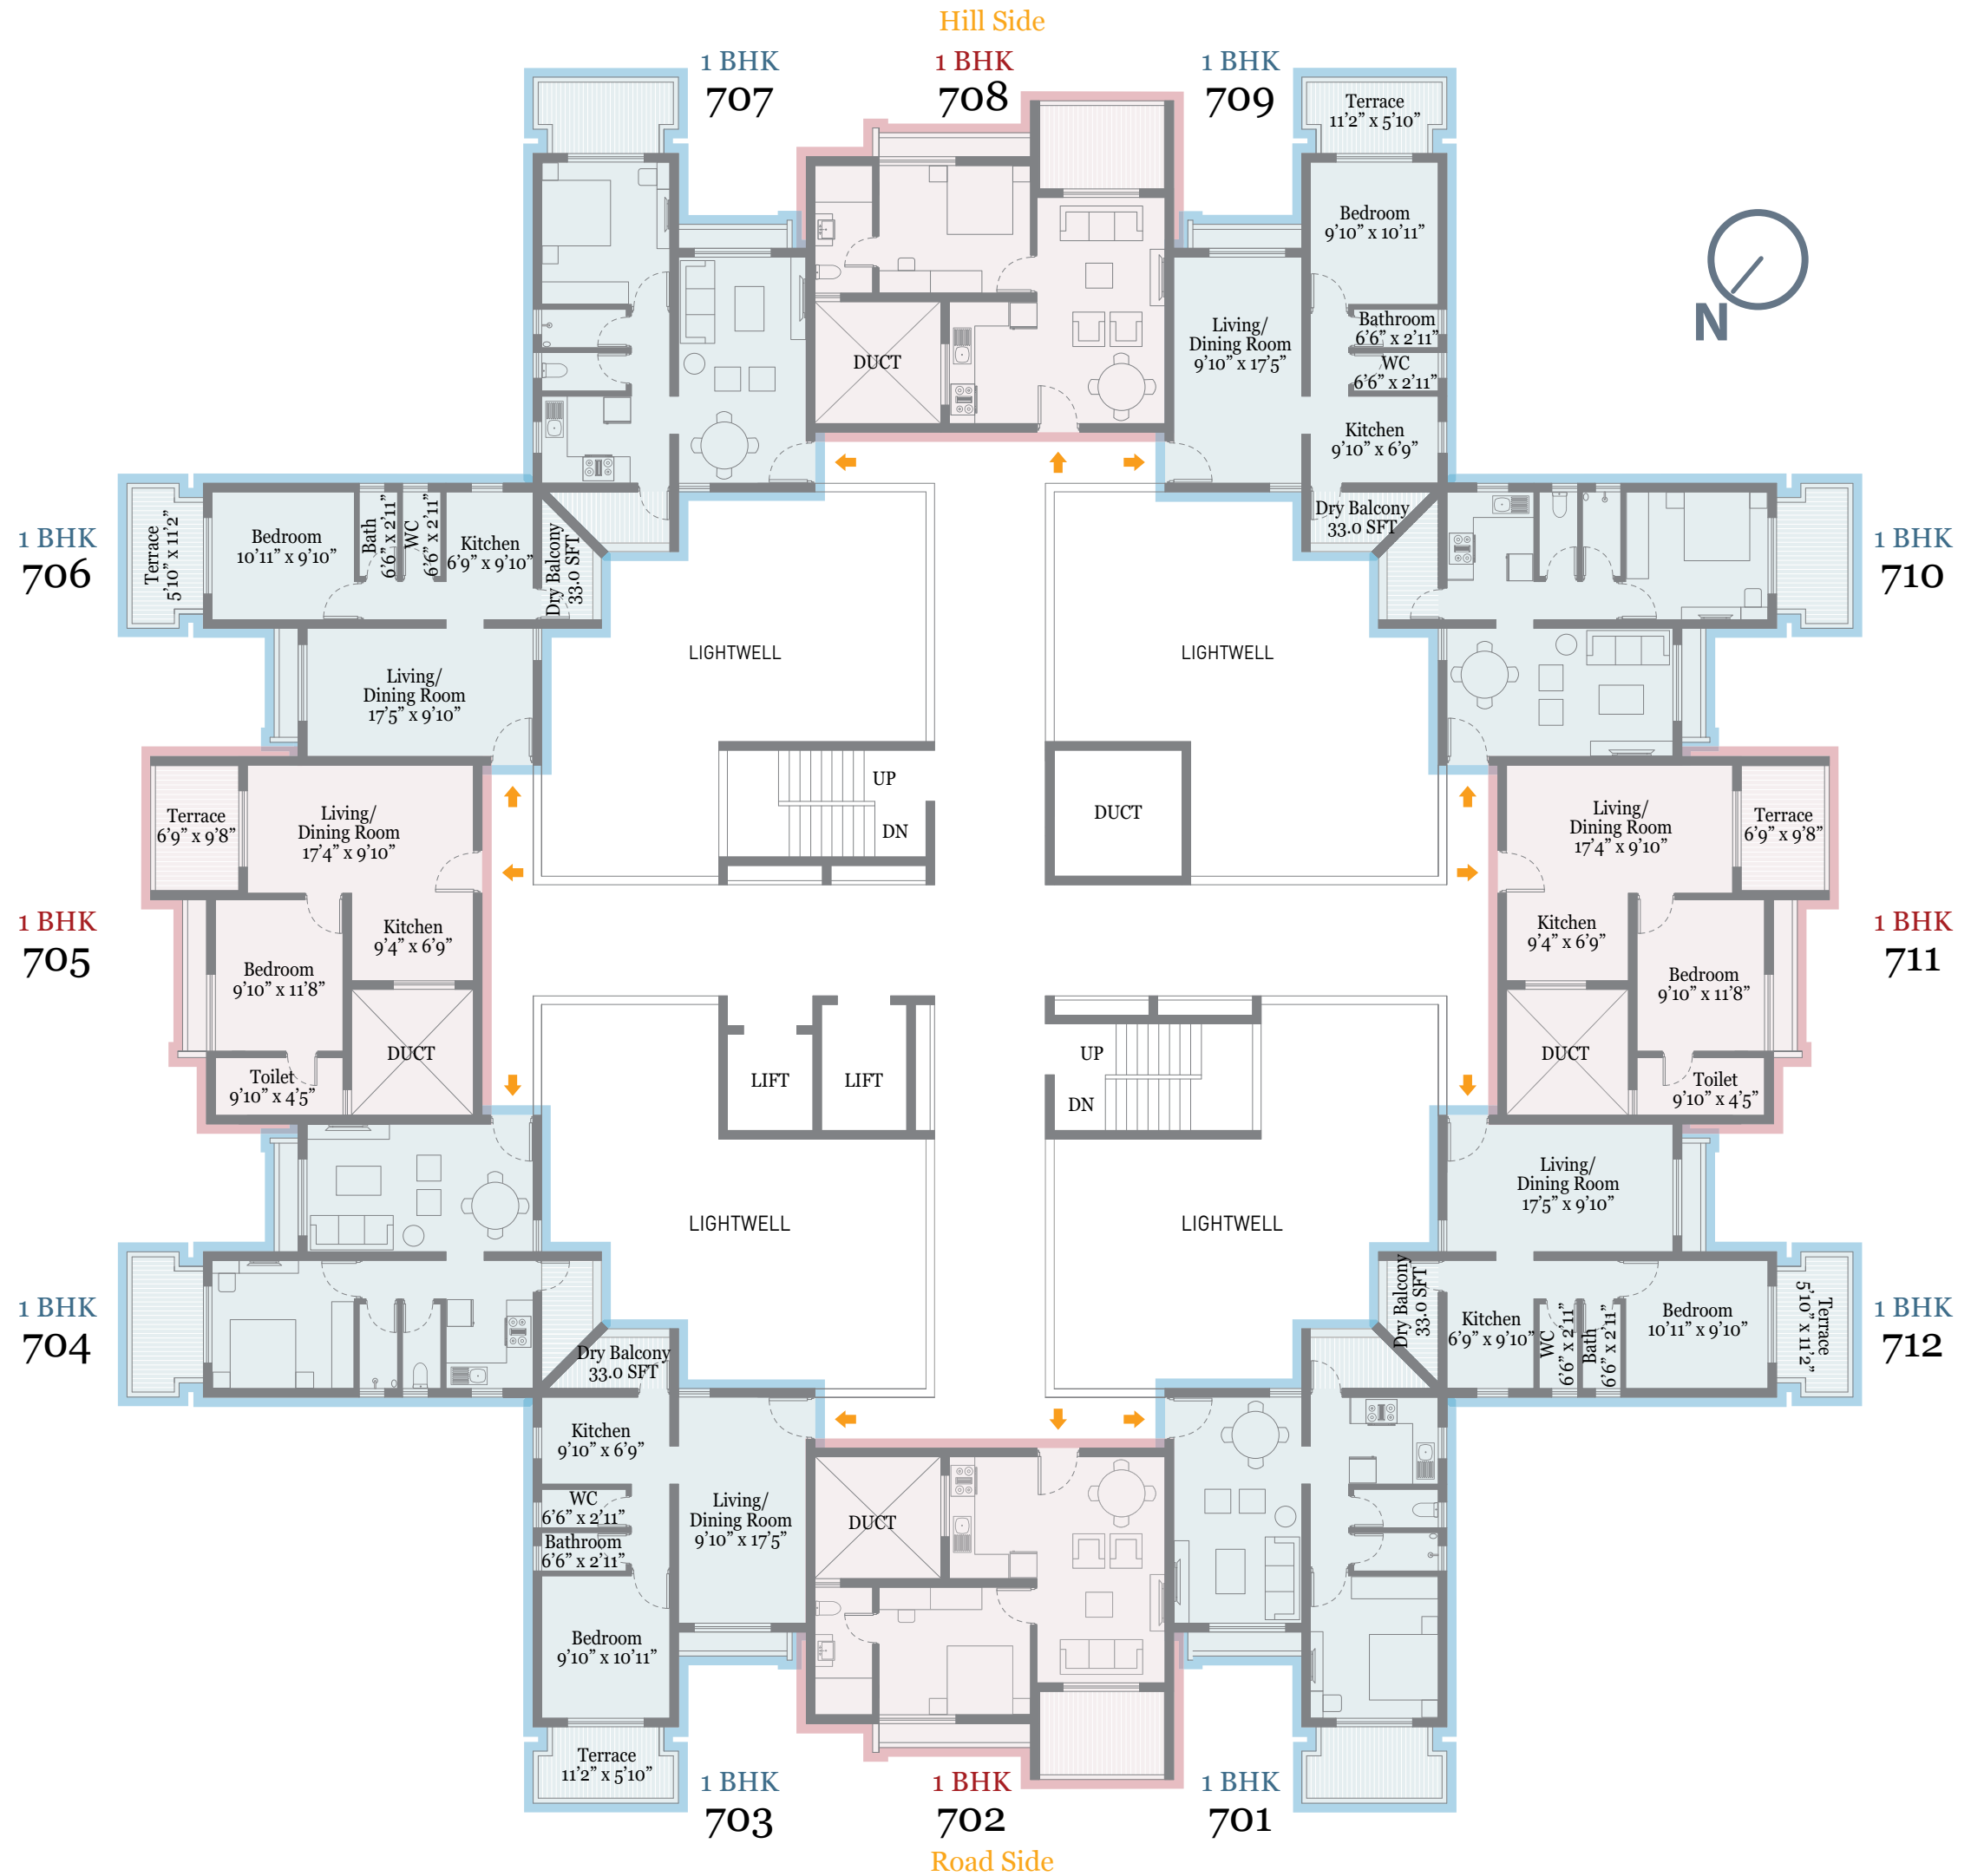 Hill Side
1 BHK
707
1 BHK
708
1 BHK
709
Terrace
11’2” x 5’10”
Bedroom
9’10” x 10’11”
N
Bathroom
6’6” x 2’11”
WC
6’6” x 2’11”
Living/
Dining Room
9’10” x 17’5”
DUCT
Kitchen
9’10” x 6’9”
Dry Balcony
33.0 SFT
1 BHK
706
Terrace
5’10” x 11’2”
Bedroom
10’11” x 9’10”
Bath
6’6” x 2’11”
WC
6’6” x 2’11”
Kitchen
6’9” x 9’10”
Dry Balcony
33.0 SFT
1 BHK
710
LIGHTWELL
LIGHTWELL
Living/
Dining Room
17’5” x 9’10”
UP
DN
DUCT
Terrace
6’9” x 9’8”
Living/
Dining Room
17’4” x 9’10”
Living/
Dining Room
17’4” x 9’10”
Terrace
6’9” x 9’8”
1 BHK
705
Kitchen
9’4” x 6’9”
Bedroom
9’10” x 11’8”
DUCT
Toilet
9’10” x 4’5”
Kitchen
9’4” x 6’9”
Bedroom
9’10” x 11’8”
DUCT
Toilet
9’10” x 4’5”
1 BHK
711
LIFT
LIFT
UP
DN
LIGHTWELL
LIGHTWELL
Living/
Dining Room
17’5” x 9’10”
1 BHK
704
Dry Balcony
33.0 SFT
Dry Balcony
33.0 SFT
Kitchen
6’9” x 9’10”
WC
6’6” x 2’11”
Bath
6’6” x 2’11”
Bedroom
10’11” x 9’10”
Terrace
5’10” x 11’2”
1 BHK
712
Kitchen
9’10” x 6’9”
WC
6’6” x 2’11”
Bathroom
6’6” x 2’11”
Living/
Dining Room
9’10” x 17’5”
DUCT
Bedroom
9’10” x 10’11”
Terrace
11’2” x 5’10”
1 BHK
703
1 BHK
702
1 BHK
701
Road Side